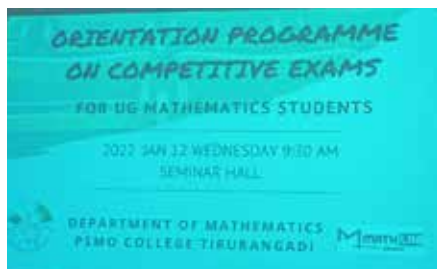 ORIENTATION PROGRAMME
ON COMPETITIVE EXAMS
FOR UG MATHEMATICS STUDENTS
2022 JAN 12 WEDNESDAY 9:30 AM
SEMINAR HALL
DEPARTMENT OF MATHEMATICS
PSMO COLLEGE TIRURANGADI